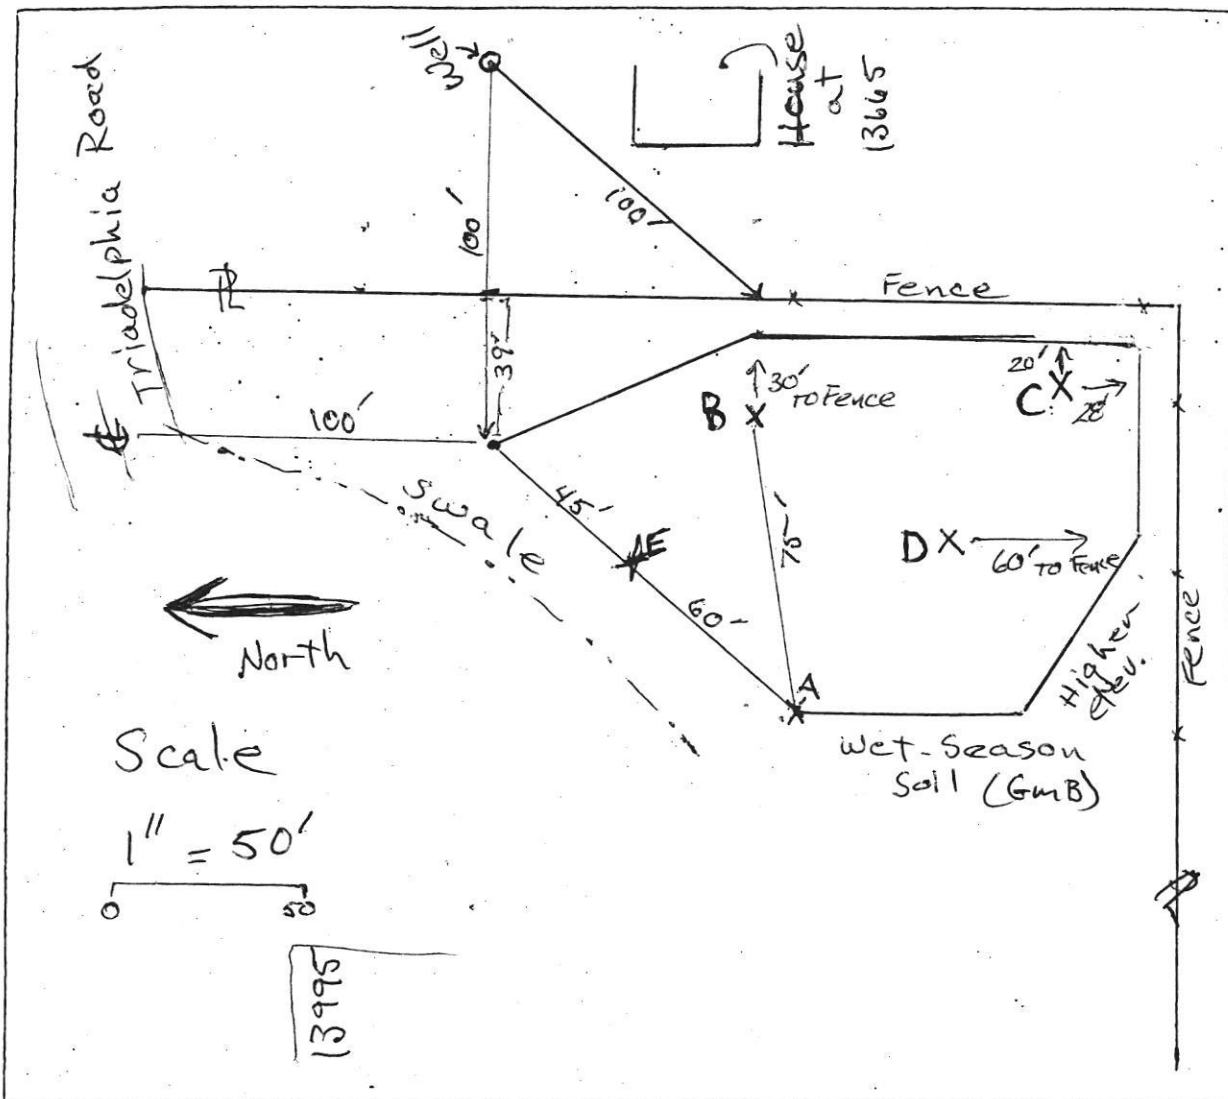 Well
House
at
13665
Triadelphia Road
100'
100'
PL
Fence
39'
20'
30'
To Fence
B X
C X
28'
100'
CL
Swale
45'
E
75'
D X
60' To Fence
60'
North
A
Higher
elev.
Fence
Wet-Season
Soil (GmB)
Scale
1" = 50'
0
50
13995